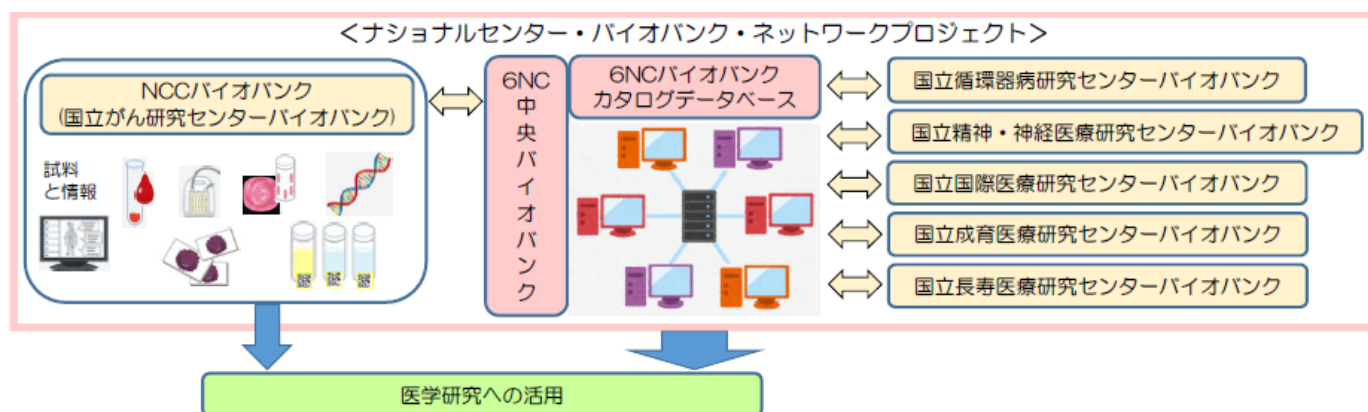 ＜ナショナルセンター・バイオバンク・ネットワークプロジェクト＞
NCCバイオバンク
(国立がん研究センターバイオバンク)
試料
と情報
6NC
中
央
バ
イ
オ
バ
ン
ク
6NCバイオバンク
カタログデータベース
国立循環器病研究センターバイオバンク
国立精神・神経医療研究センターバイオバンク
国立国際医療研究センターバイオバンク
国立成育医療研究センターバイオバンク
国立長寿医療研究センターバイオバンク
医学研究への活用